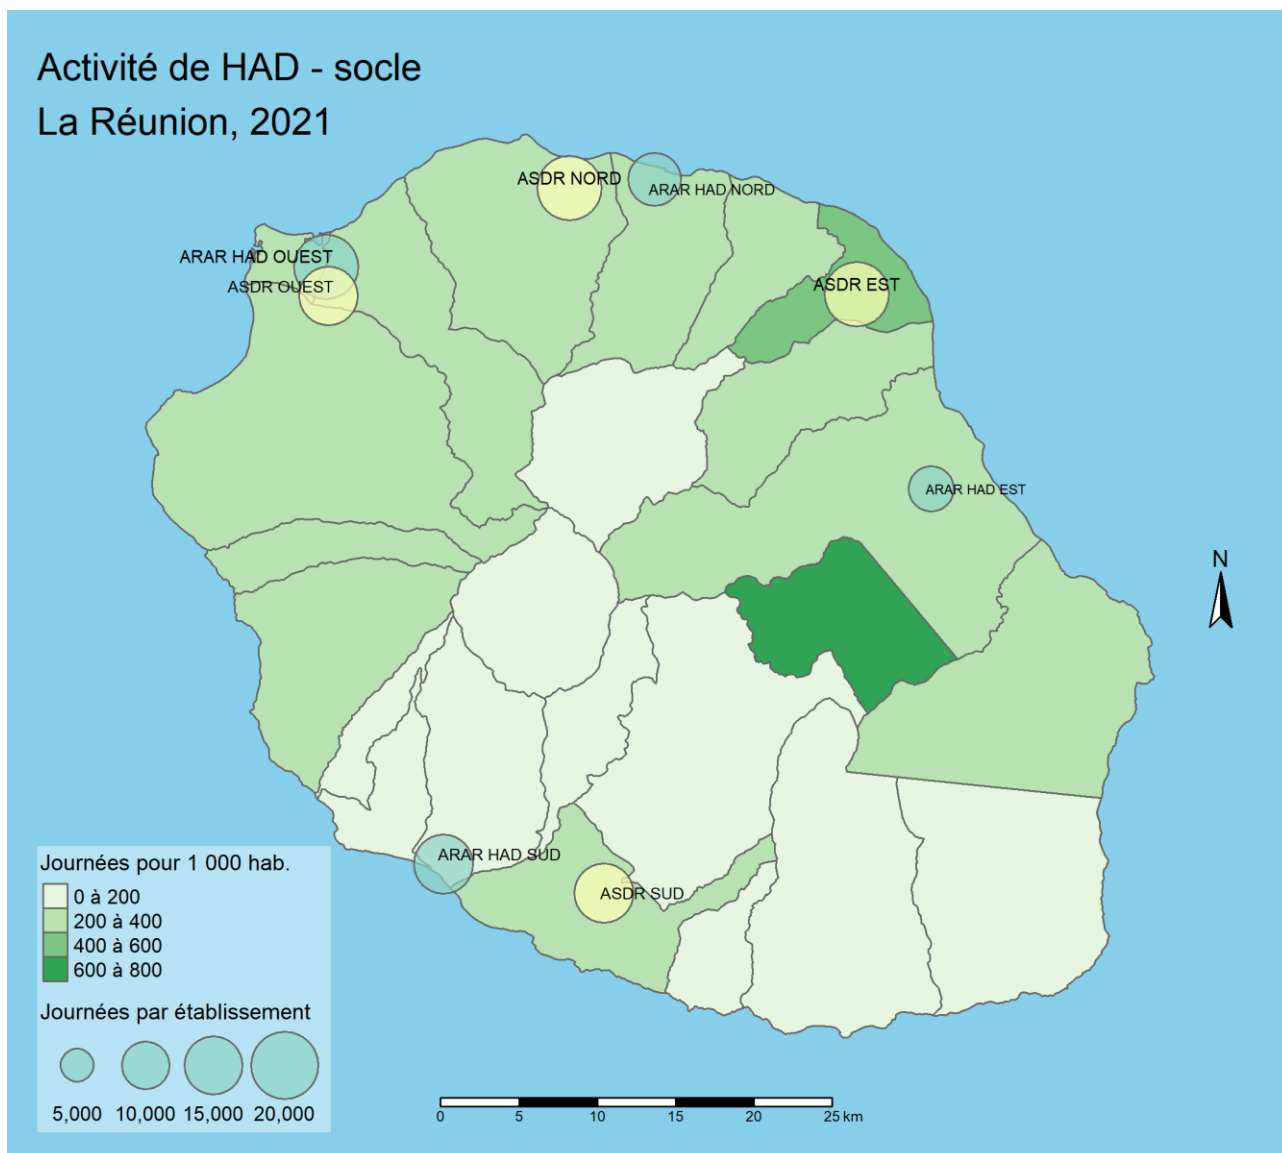 Activité de HAD - socle
La Réunion, 2021
ASDR NORD
ARAR HAD NORD
ARAR HAD OUEST
ASDR OUEST
ASDR EST
ARAR HAD EST
N
ARAR HAD SUD
ASDR SUD
Journées pour 1 000 hab.
0 à 200
200 à 400
400 à 600
600 à 800
Journées par établissement
5,000 10,000 15,000 20,000
0 5 10 15 20 25 km